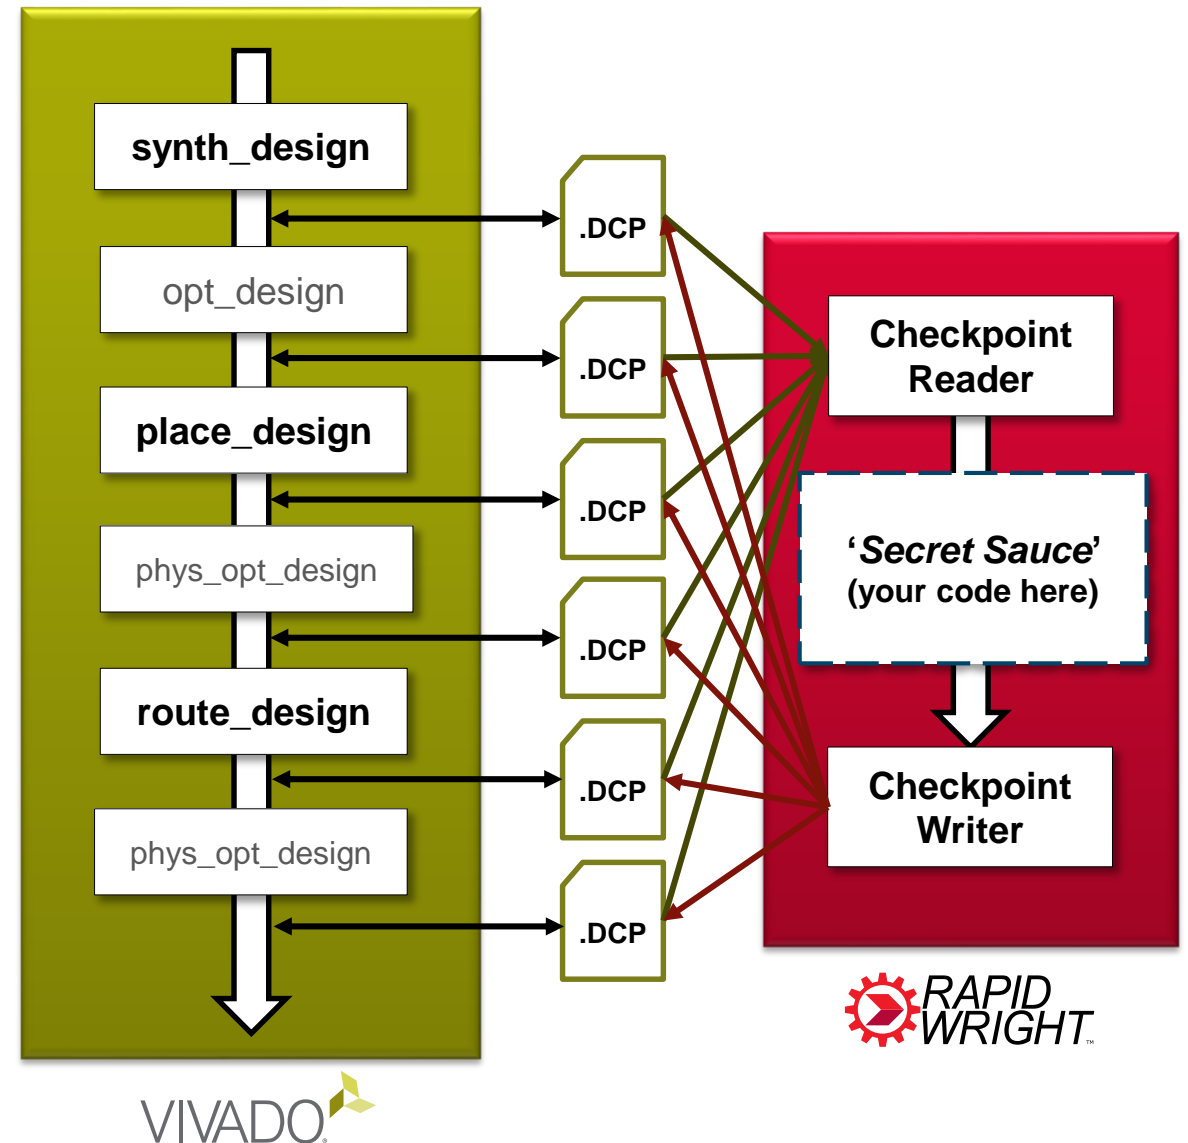 synth_design
opt_design
place_design
phys_opt_design
route_design
phys_opt_design
.DCP
.DCP
.DCP
.DCP
.DCP
.DCP
Checkpoint
Reader
‘Secret Sauce’
(your code here)
Checkpoint
Writer
RAPID
WRIGHT™
VIVADO®